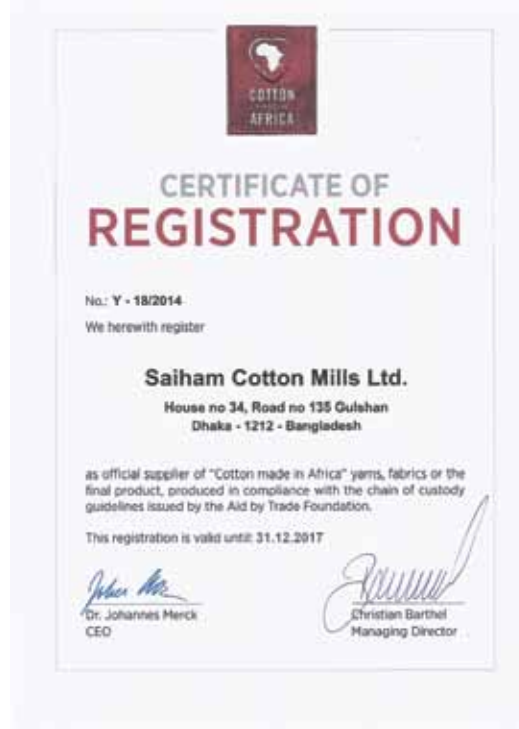 COTTON
AFRICA
CERTIFICATE OF
REGISTRATION
No.: Y - 18/2014
We herewith register
Saiham Cotton Mills Ltd.
House no 34, Road no 135 Gulshan
Dhaka - 1212 - Bangladesh
as official supplier of "Cotton made in Africa" yarns, fabrics or the
final product, produced in compliance with the chain of custody
guidelines issued by the Aid by Trade Foundation.
This registration is valid until: 31.12.2017
Dr. Johannes Merck
CEO
Christian Barthel
Managing Director